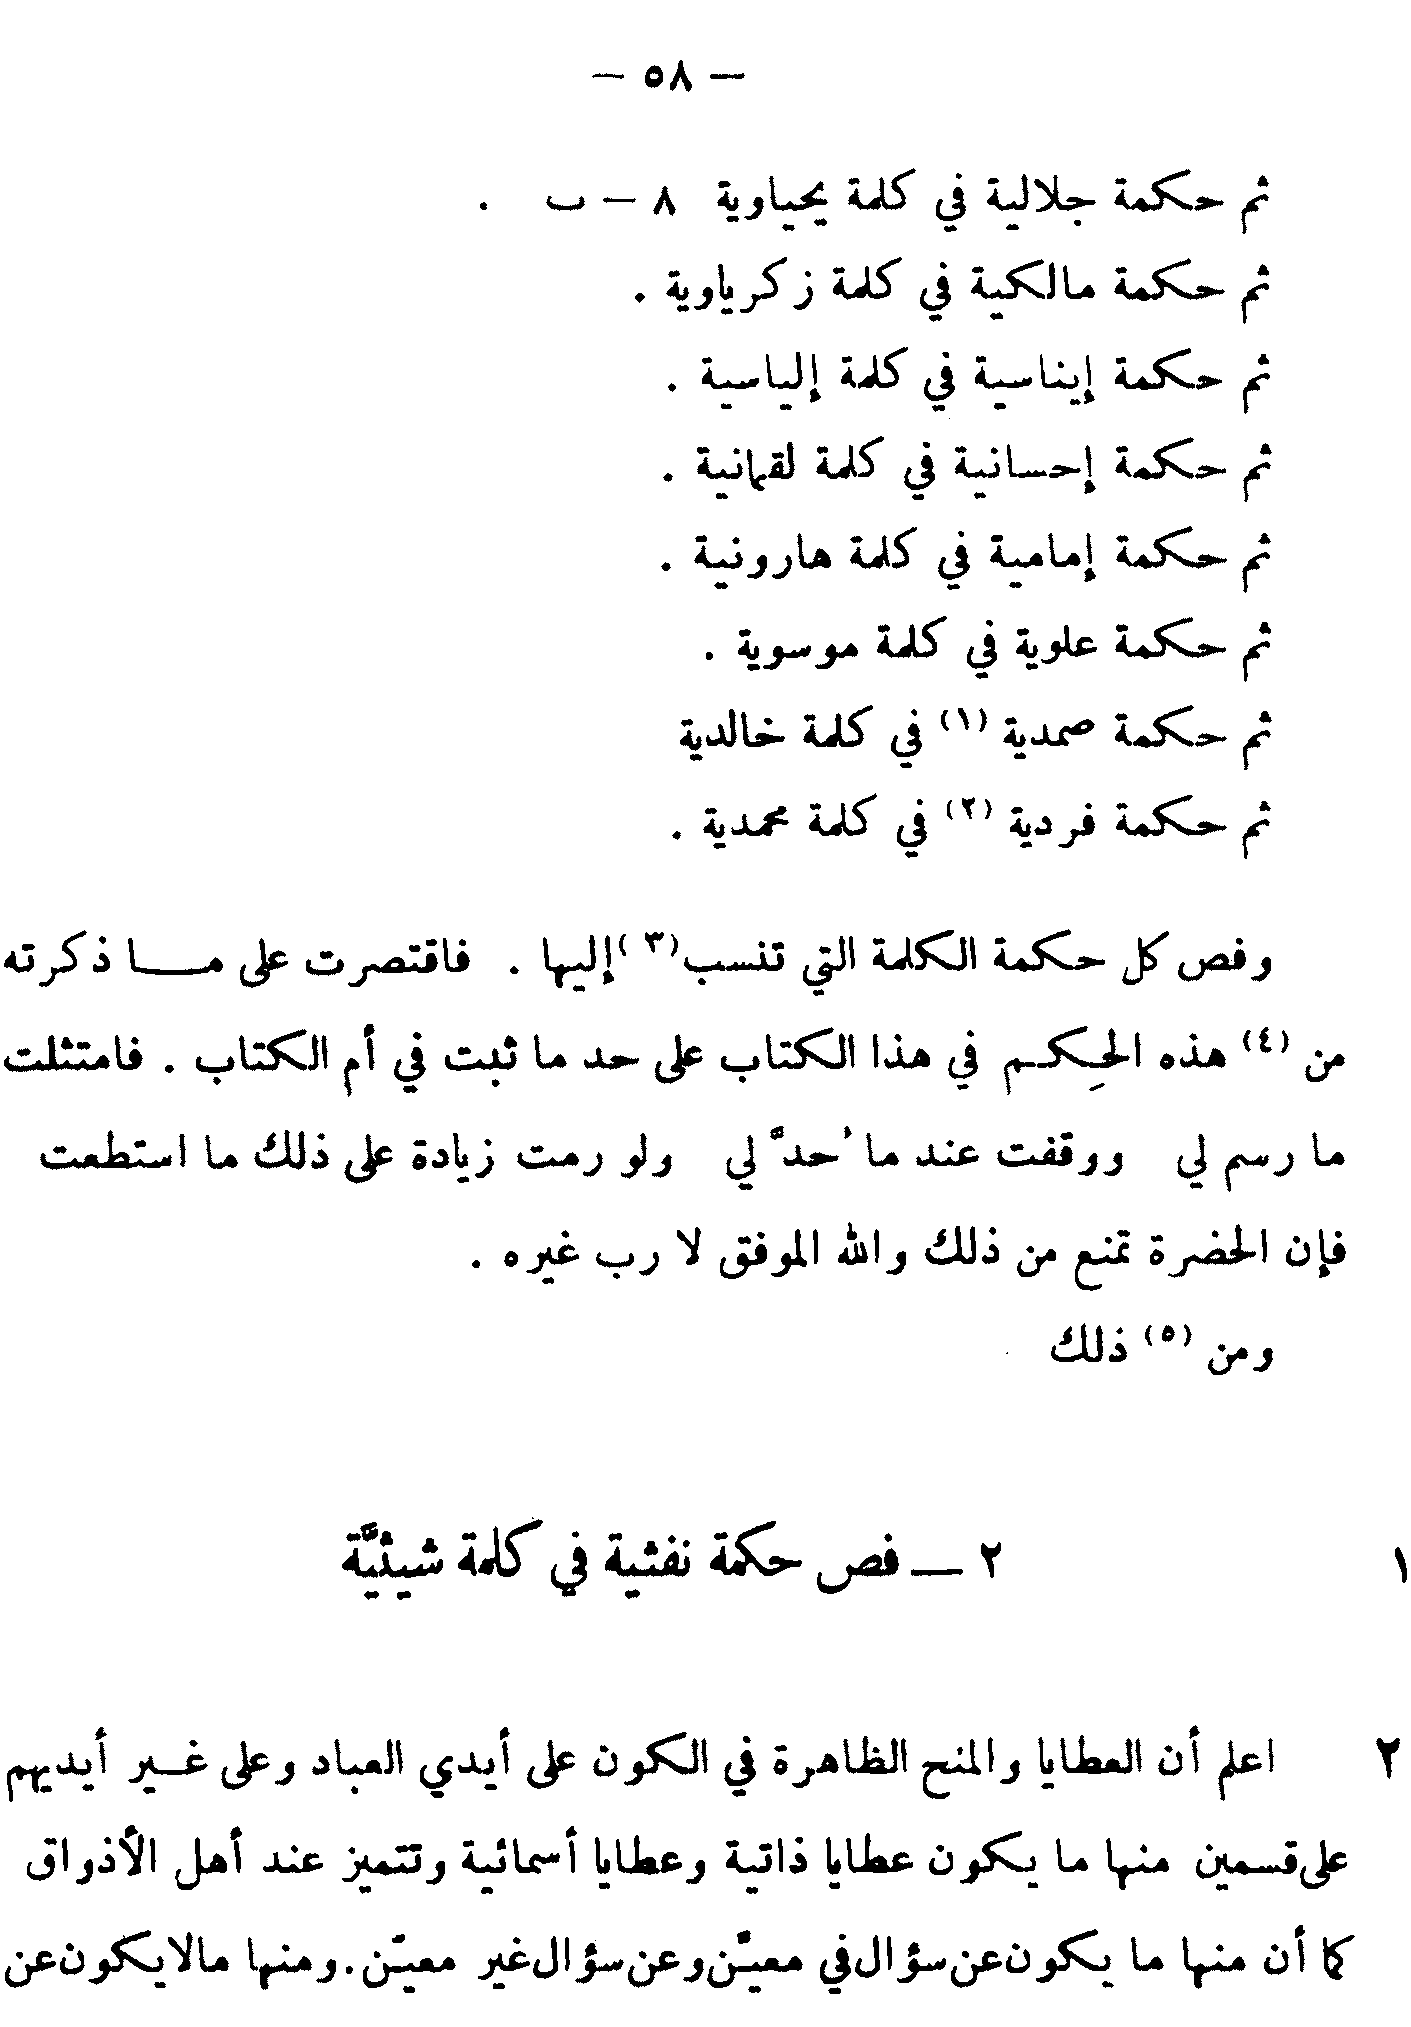 — ٥٨ —
ثم حكمة جلالية في كلمة يحياوية ٨ – ب .
ثم حكمة مالكية في كلمة زكرياوية .
ثم حكمة إيناسية في كلمة إلياسية .
ثم حكمة إحسانية في كلمة لقمانية .
ثم حكمة إمامية في كلمة هارونية .
ثم حكمة علوية في كلمة موسوية .
ثم حكمة صمدية (١) في كلمة خالدية
ثم حكمة فردية (٢) في كلمة محمدية .
وفص كل حكمة الكلمة التي تنسب (٣) إليها . فاقتصرت على مــا ذكرته
من (٤) هذه الحِكـم في هذا الكتاب على حد ما ثبت في أم الكتاب . فامتثلت
ما رسم لي ووقفت عند ما حُدَّ لي ولو رمت زيادة على ذلك ما استطعت
فإن الحضرة تمنع من ذلك والله الموفق لا رب غيره .
ومن (٥) ذلك
١ ٢ — فص حكمة نفثية في كلمة شيثيَّة
٢ اعلم أن العطايا والمنح الظاهرة في الكون على أيدي العباد وعلى غـير أيديهم
على قسمين منها ما يكون عطايا ذاتية وعطايا أسمائية وتتميز عند أهل الأذواق
كما أن منها ما يكون عن سؤال في معيَّن وعن سؤال غير معيّن. ومنها مالا يكون عن